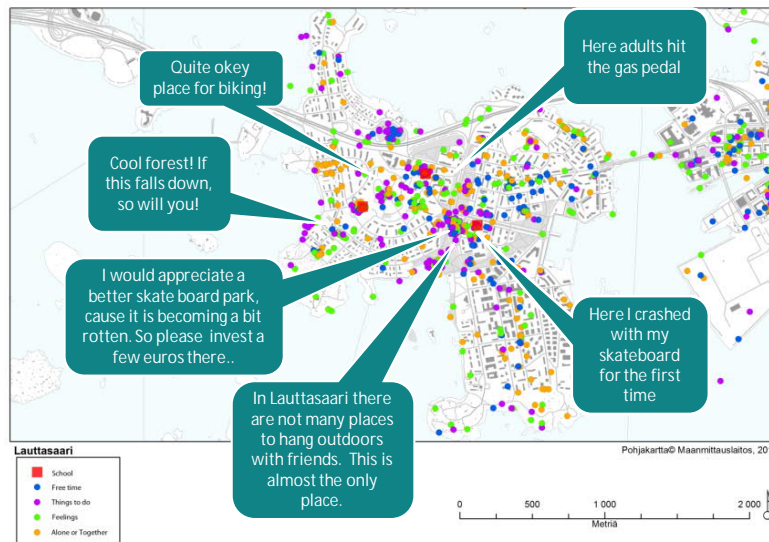 Quite okey
place for biking!
Here adults hit
the gas pedal
Cool forest! If
this falls down,
so will you!
I would appreciate a
better skate board park,
cause it is becoming a bit
rotten. So please invest a
few euros there..
Here I crashed
with my
skateboard
for the first
time
In Lauttasaari there
are not many places
to hang outdoors
with friends. This is
almost the only
place.
Lauttasaari
Pohjakartta© Maanmittauslaitos, 201
School
Free time
Things to do
Feelings
Alone or Together
0 500 1 000 2 000
Metriä